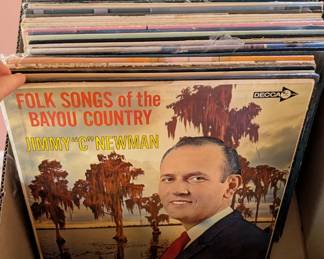 DECCA
FOLK SONGS of the
BAYOU COUNTRY
JIMMY "C" NEWMAN